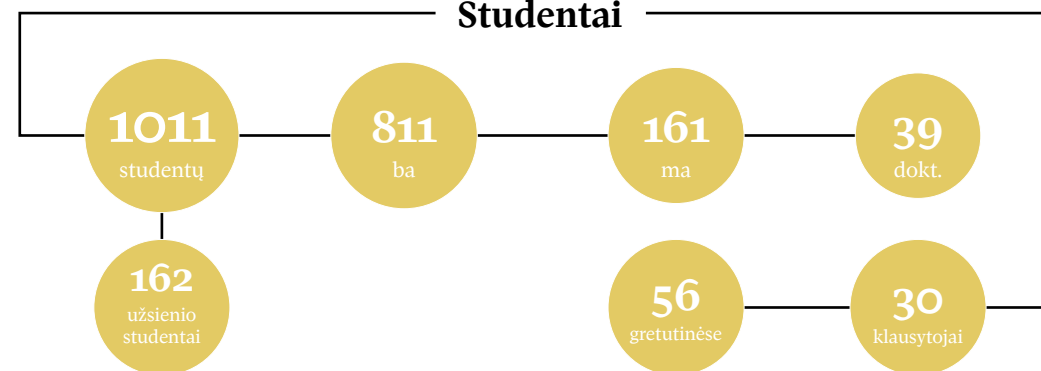 Studentai
1011
studentų
811
ba
161
ma
39
dokt.
162
užsienio
studentai
56
gretutinėse
30
klausytojai